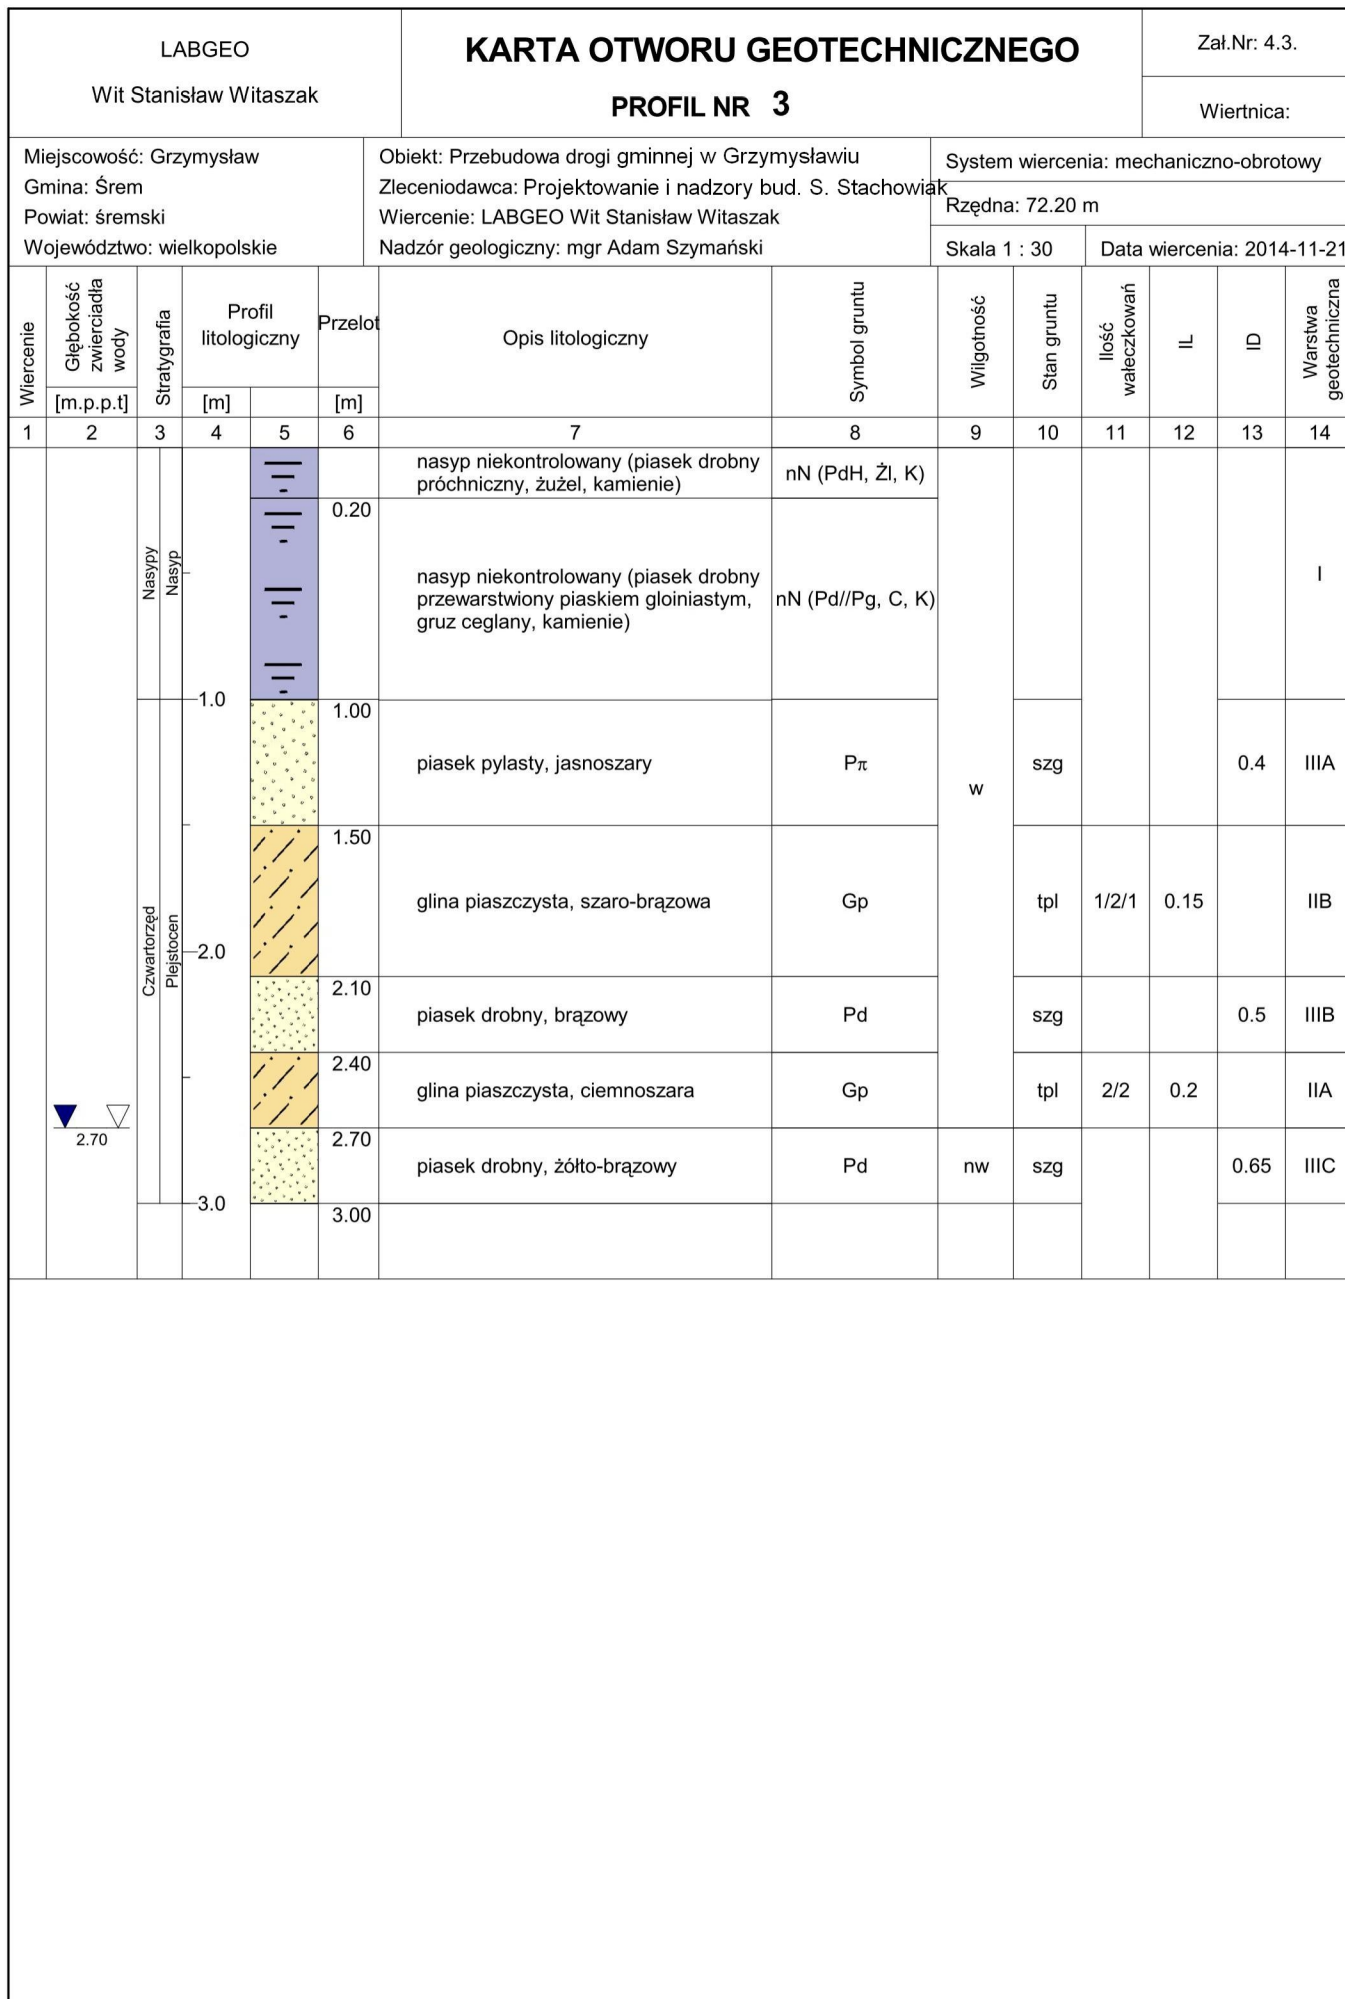 LABGEO
Wit Stanisław Witaszak
KARTA OTWORU GEOTECHNICZNEGO
PROFIL NR 3
Zał.Nr: 4.3.
Wiertnica:
Miejscowość: Grzymysław
Gmina: Śrem
Powiat: śremski
Województwo: wielkopolskie
Obiekt: Przebudowa drogi gminnej w Grzymysławiu
Zleceniodawca: Projektowanie i nadzory bud. S. Stachowiak
Wiercenie: LABGEO Wit Stanisław Witaszak
Nadzór geologiczny: mgr Adam Szymański
System wiercenia: mechaniczno-obrotowy
Rzędna: 72.20 m
Skala 1 : 30
Data wiercenia: 2014-11-21
Wiercenie
Głębokość
zwierciadła
wody
[m.p.p.t]
Stratygrafia
Profil
litologiczny
[m]
Przelot
[m]
Opis litologiczny
Symbol gruntu
Wilgotność
Stan gruntu
Ilość
wałeczkowań
IL
ID
Warstwa
geotechniczna
1 2 3 4 5 6 7 8 9 10 11 12 13 14
Nasypy
Nasyp
nasyp niekontrolowany (piasek drobny
próchniczny, żużel, kamienie)
nN (PdH, Żl, K)
0.20
nasyp niekontrolowany (piasek drobny
przewarstwiony piaskiem gloiniastym,
gruz ceglany, kamienie)
nN (Pd//Pg, C, K)
I
1.0
1.00
piasek pylasty, jasnoszary
Pπ
w
szg
0.4
IIIA
1.50
Czwartorzęd
Plejstocen
glina piaszczysta, szaro-brązowa
Gp
tpl
1/2/1
0.15
IIB
2.0
2.10
piasek drobny, brązowy
Pd
szg
0.5
IIIB
2.40
glina piaszczysta, ciemnoszara
Gp
tpl
2/2
0.2
IIA
2.70
2.70
piasek drobny, żółto-brązowy
Pd
nw
szg
0.65
IIIC
3.0
3.00